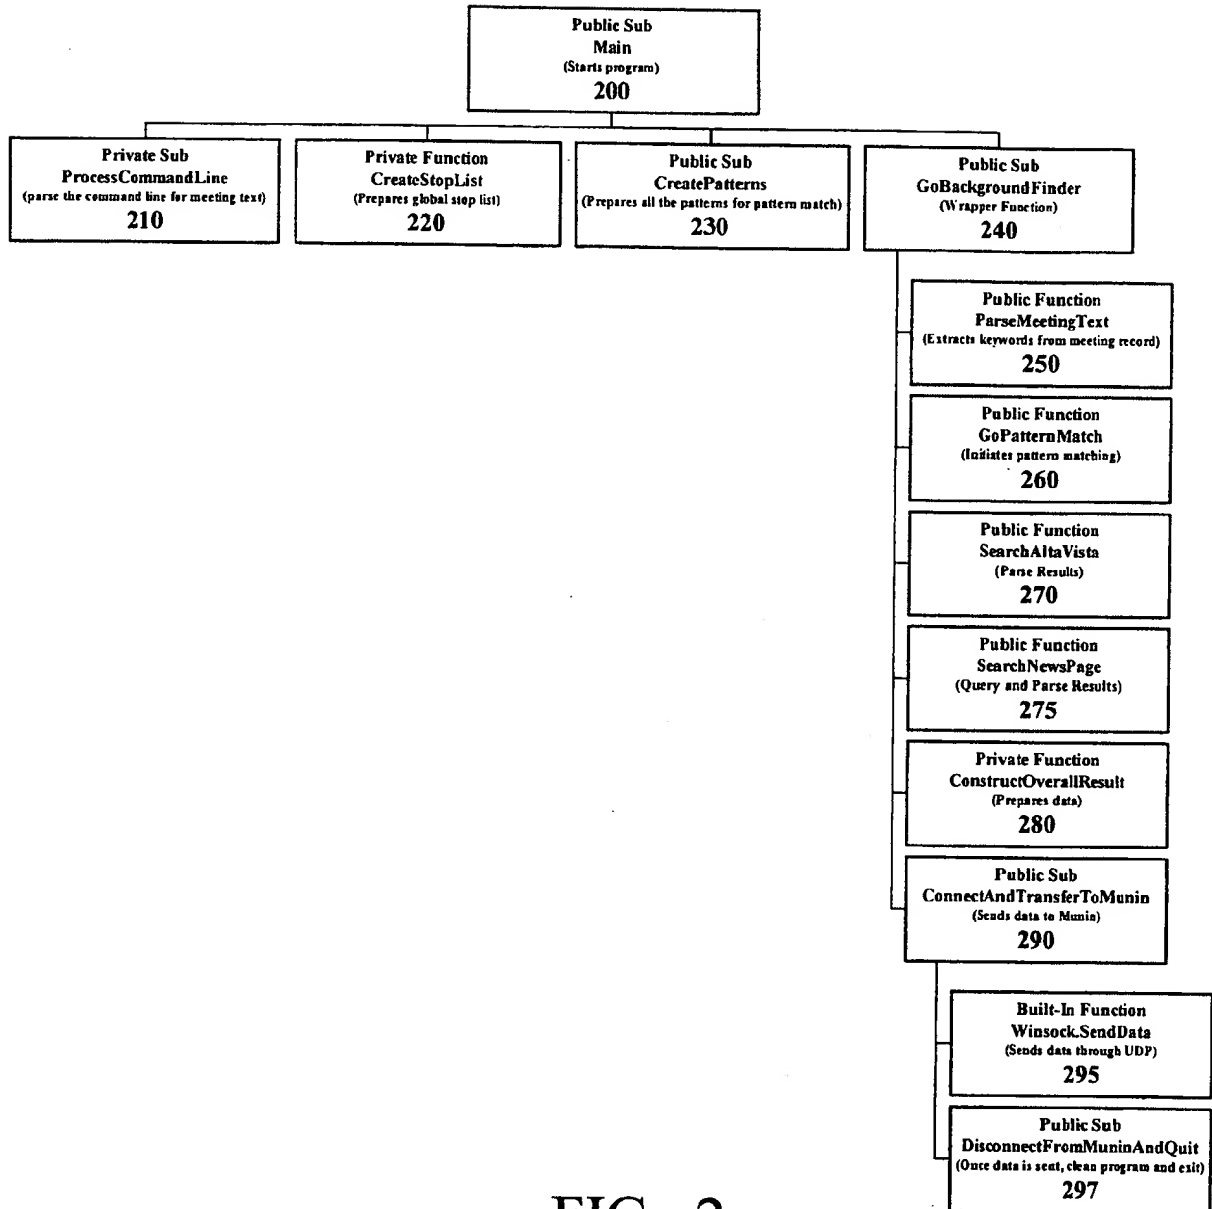 Public Sub
Main
(Starts program)
200
Private Sub
ProcessCommandLine
(parse the command line for meeting text)
210
Private Function
CreateStopList
(Prepares global stop list)
220
Public Sub
CreatePatterns
(Prepares all the patterns for pattern match)
230
Public Sub
GoBackgroundFinder
(Wrapper Function)
240
Public Function
ParseMeetingText
(Extracts keywords from meeting record)
250
Public Function
GoPatternMatch
(Initiates pattern matching)
260
Public Function
SearchAltaVista
(Parse Results)
270
Public Function
SearchNewsPage
(Query and Parse Results)
275
Private Function
ConstructOverallResult
(Prepares data)
280
Public Sub
ConnectAndTransferToMunin
(Sends data to Munin)
290
Built-In Function
Winsock.SendData
(Sends data through UDP)
295
Public Sub
DisconnectFromMuninAndQuit
(Once data is sent, clean program and exit)
297